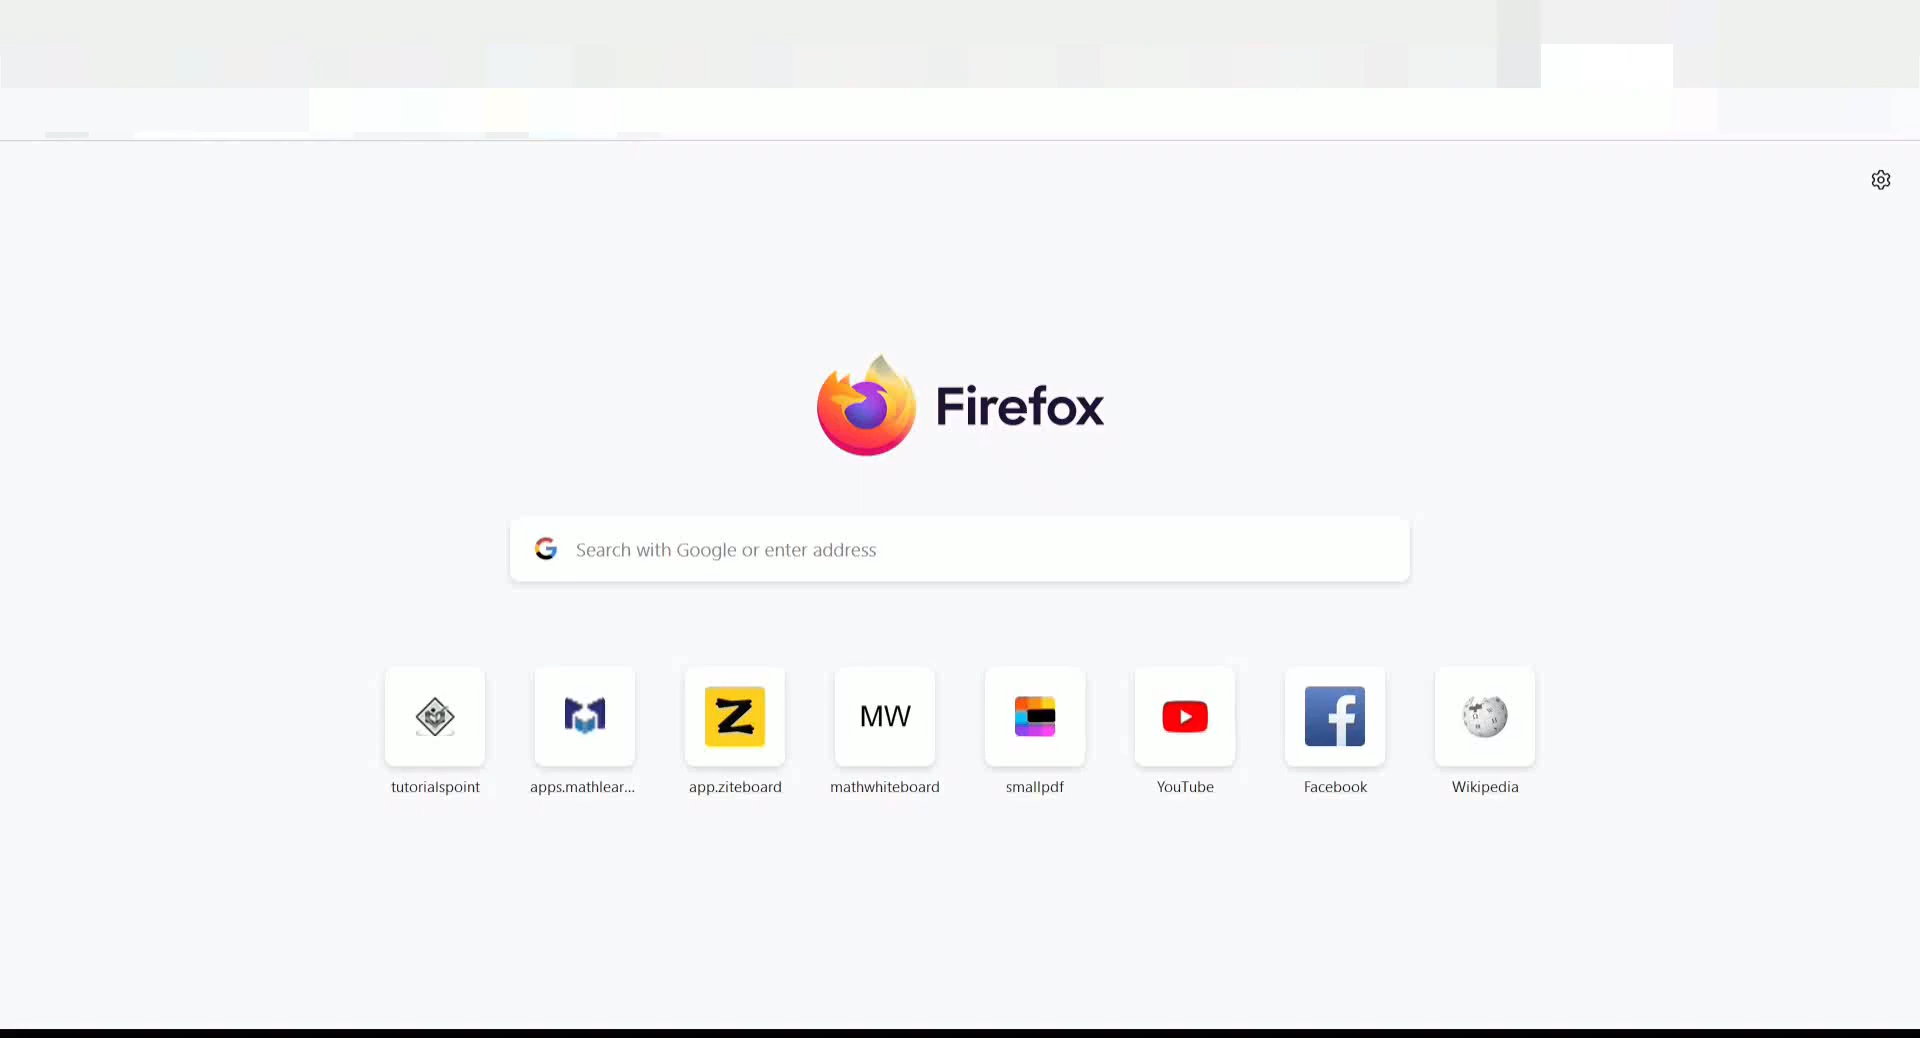 Firefox
Search with Google or enter address
MW
tutorialspoint
apps.mathlear...
app.ziteboard
mathwhiteboard
smallpdf
YouTube
Facebook
Wikipedia